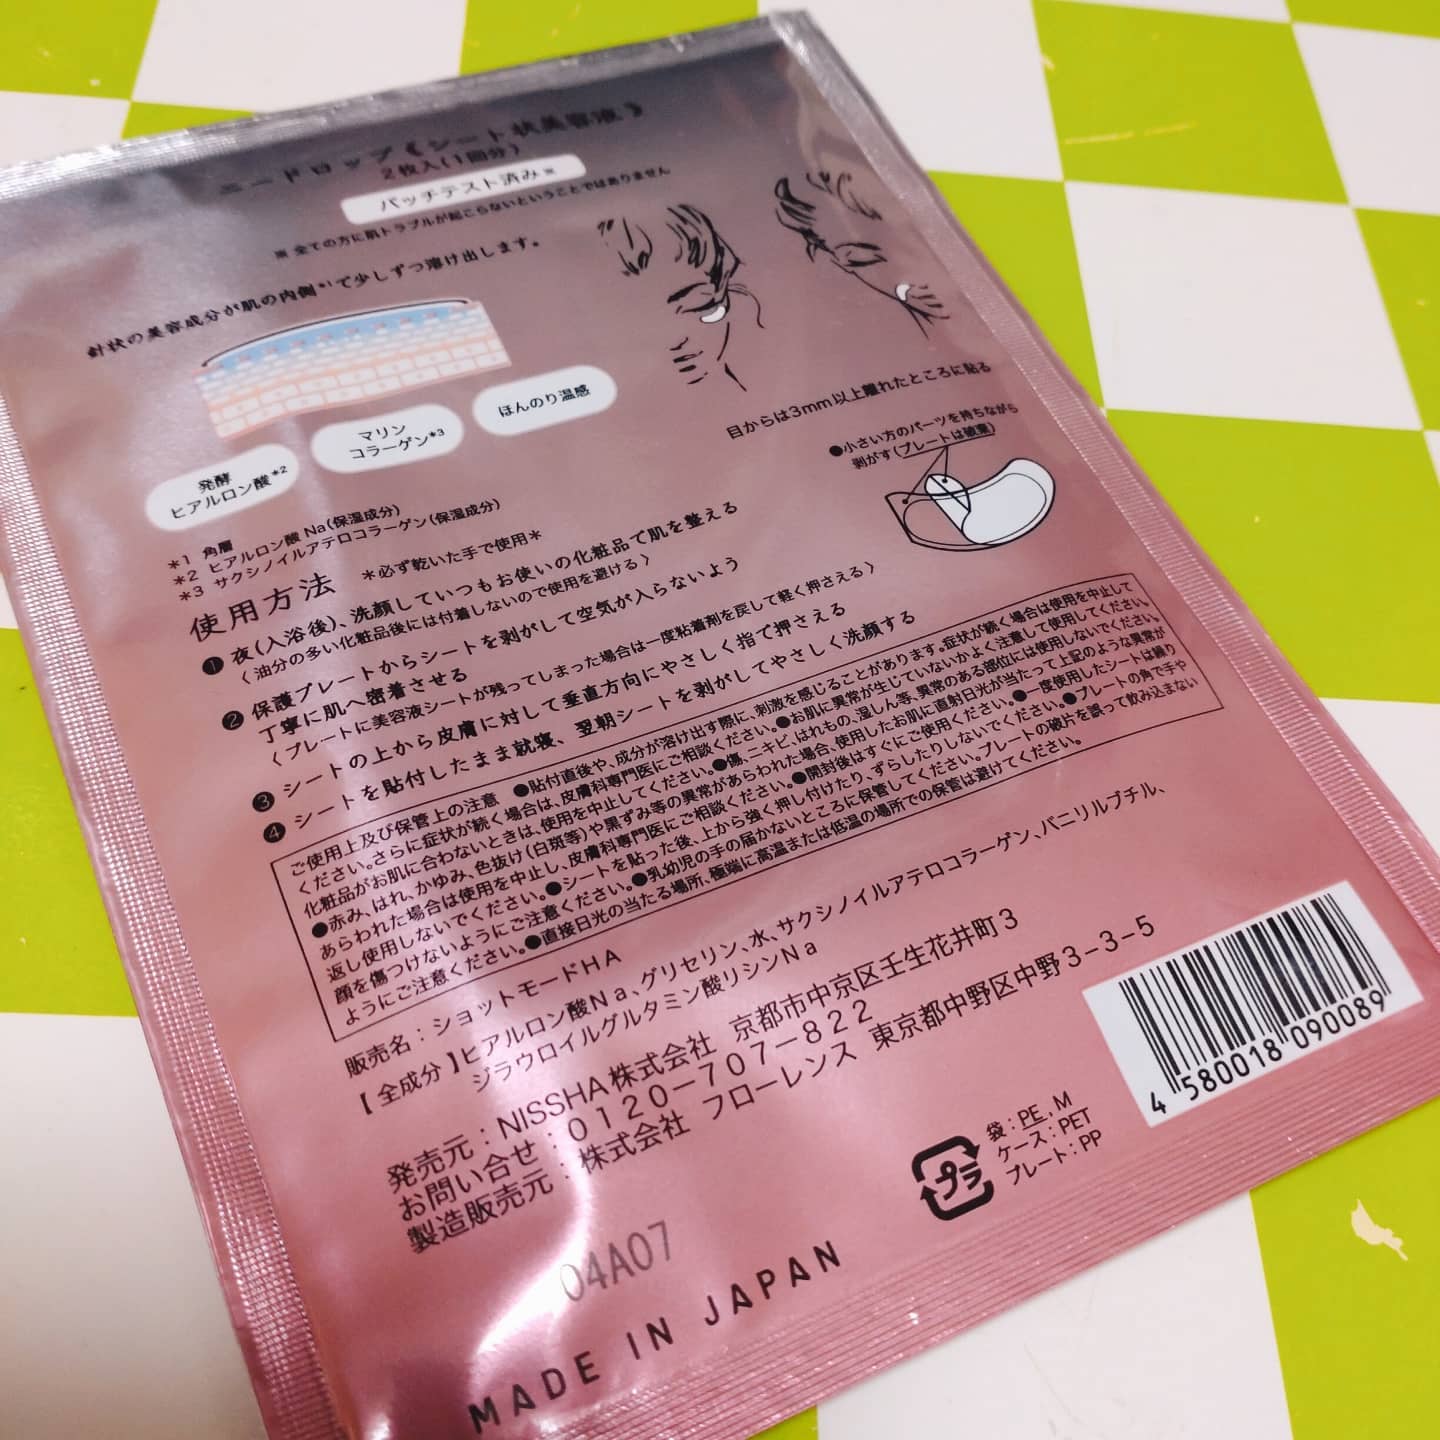 ニードロップ《シート状美容液》
2枚入(1回分)
パッチテスト済み※
※ 全ての方に肌トラブルが起こらないということではありません
針状の美容成分が肌の内側*¹で少しずつ溶け出します。
発酵
ヒアルロン酸*2
マリン
コラーゲン*3
ほんのり温感
目からは3mm以上離れたところに貼る
●小さい方のパーツを持ちながら
剥がす(プレートは破棄)
*1 角層
*2 ヒアルロン酸Na(保湿成分)
*3 サクシノイルアテロコラーゲン(保湿成分)
使用方法 *必ず乾いた手で使用*
❶ 夜(入浴後)、洗顔していつもお使いの化粧品で肌を整える
〈 油分の多い化粧品後には付着しないので使用を避ける 〉
❷ 保護プレートからシートを剥がして空気が入らないよう
丁寧に肌へ密着させる
〈 プレートに美容液シートが残ってしまった場合は一度粘着剤を戻して軽く押さえる 〉
❸ シートの上から皮膚に対して垂直方向にやさしく指で押さえる
❹ シートを貼付したまま就寝、翌朝シートを剥がしてやさしく洗顔する
ご使用上及び保管上の注意 ●貼付直後や、成分が溶け出す際に、刺激を感じることがあります。症状が続く場合は使用を中止して
ください。さらに症状が続く場合は、皮膚科専門医にご相談ください。●お肌に異常が生じていないかよく注意して使用してください。
化粧品がお肌に合わないときは、使用を中止してください。●傷、ニキビ、はれもの、湿しん等、異常のある部位には使用しないでください。
●赤み、はれ、かゆみ、色抜け(白斑等)や黒ずみ等の異常があらわれた場合、使用したお肌に直射日光が当たって上記のような異常が
あらわれた場合は使用を中止し、皮膚科専門医にご相談ください。●開封後はすぐにご使用ください。●一度使用したシートは繰り
返し使用しないでください。●シートを貼った後、上から強く押し付けたり、ずらしたりしないでください。●プレートの角で手や
顔を傷つけないようにご注意ください。●乳幼児の手の届かないところに保管してください。プレートの破片を誤って飲み込まない
ようにご注意ください。●直接日光の当たる場所、極端に高温または低温の場所での保管は避けてください。
販売名：ショットモードHA
【全成分】ヒアルロン酸Na、グリセリン、水、サクシノイルアテロコラーゲン、バニリルブチル、
ジラウロイルグルタミン酸リシンNa
発売元：NISSHA株式会社 京都市中京区壬生花井町3
お問い合せ：0120-707-822
製造販売元：株式会社 フローレンス 東京都中野区中野3-3-5
4 580018 090089
プラ
袋：PE, M
ケース：PET
プレート：PP
04A07
MADE IN JAPAN